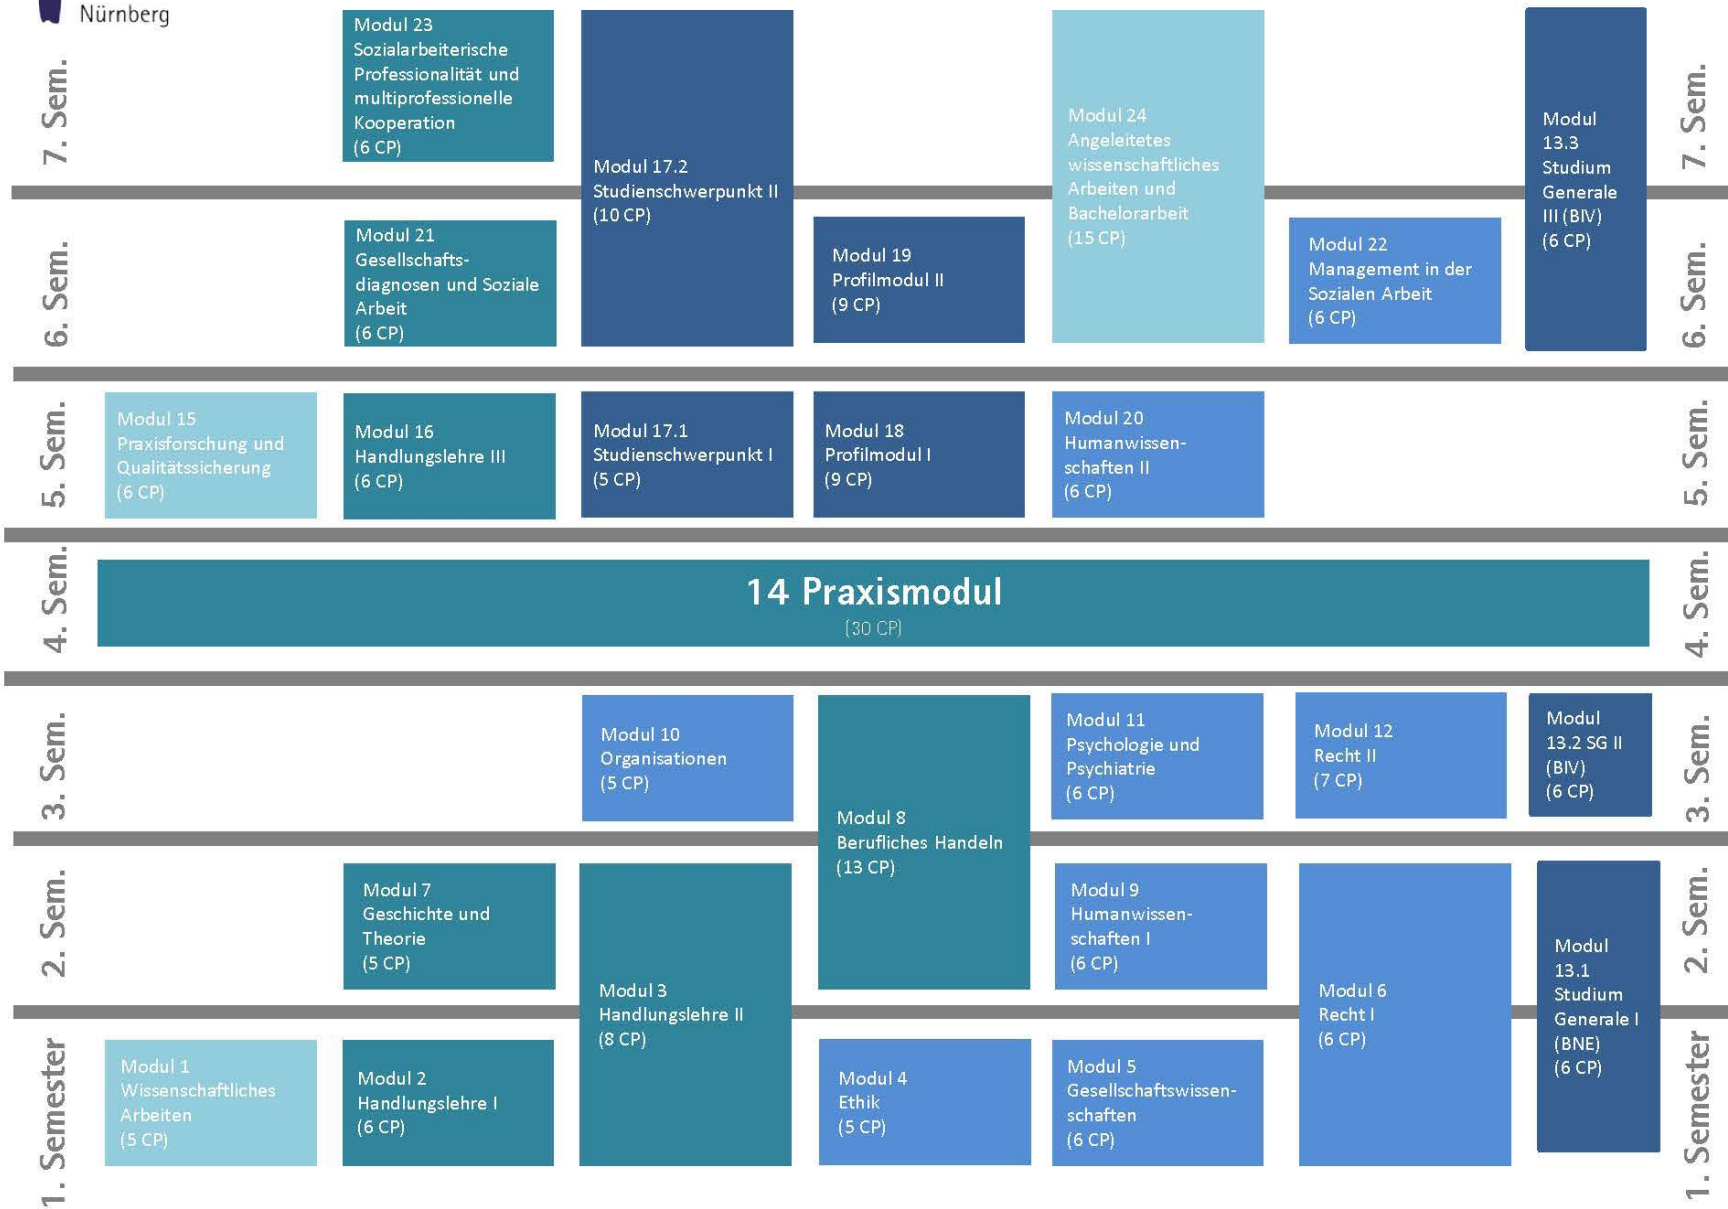 Nürnberg
7. Sem.
Modul 23
Sozialarbeiterische
Professionalität und
multiprofessionelle
Kooperation
(6 CP)
Modul 17.2
Studienschwerpunkt II
(10 CP)
Modul 24
Angeleitetes
wissenschaftliches
Arbeiten und
Bachelorarbeit
(15 CP)
Modul
13.3
Studium
Generale
III (BIV)
(6 CP)
7. Sem.
6. Sem.
Modul 21
Gesellschafts-
diagnosen und Soziale
Arbeit
(6 CP)
Modul 19
Profilmodul II
(9 CP)
Modul 22
Management in der
Sozialen Arbeit
(6 CP)
6. Sem.
5. Sem.
Modul 15
Praxisforschung und
Qualitätssicherung
(6 CP)
Modul 16
Handlungslehre III
(6 CP)
Modul 17.1
Studienschwerpunkt I
(5 CP)
Modul 18
Profilmodul I
(9 CP)
Modul 20
Humanwissen-
schaften II
(6 CP)
5. Sem.
4. Sem.
14 Praxismodul
(30 CP)
4. Sem.
3. Sem.
Modul 10
Organisationen
(5 CP)
Modul 8
Berufliches Handeln
(13 CP)
Modul 11
Psychologie und
Psychiatrie
(6 CP)
Modul 12
Recht II
(7 CP)
Modul
13.2 SG II
(BIV)
(6 CP)
3. Sem.
2. Sem.
Modul 7
Geschichte und
Theorie
(5 CP)
Modul 3
Handlungslehre II
(8 CP)
Modul 9
Humanwissen-
schaften I
(6 CP)
Modul 6
Recht I
(6 CP)
Modul
13.1
Studium
Generale I
(BNE)
(6 CP)
2. Sem.
1. Semester
Modul 1
Wissenschaftliches
Arbeiten
(5 CP)
Modul 2
Handlungslehre I
(6 CP)
Modul 4
Ethik
(5 CP)
Modul 5
Gesellschaftswissen-
schaften
(6 CP)
1. Semester